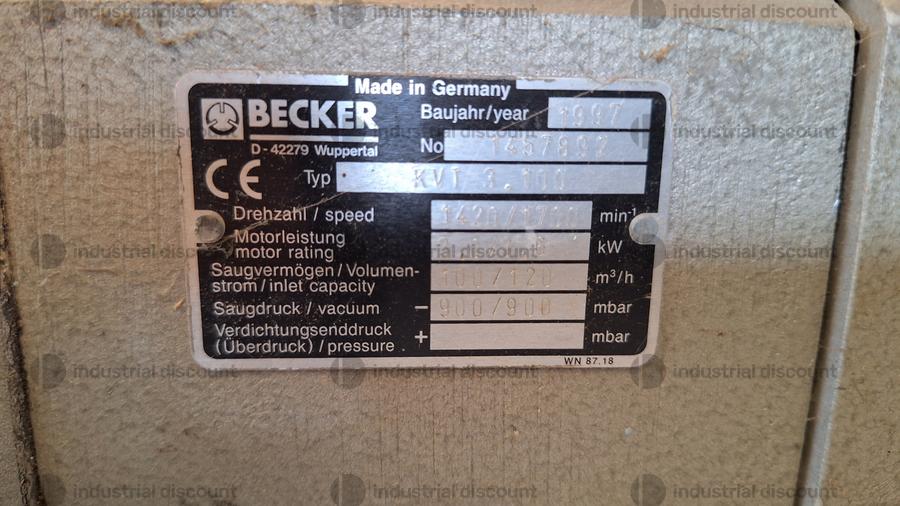 Made in Germany
BECKER
D-42279 Wuppertal
Baujahr/year 1997
No
CE Typ KVT 3.100
Drehzahl / speed 1420/1700 min-1
Motorleistung
motor rating kW
Saugvermögen/Volumen-
strom/inlet capacity 100/120 m³/h
Saugdruck / vacuum - 900/900 mbar
Verdichtungsenddruck
(Überdruck) / pressure + mbar
WN 87.18
industrial discount